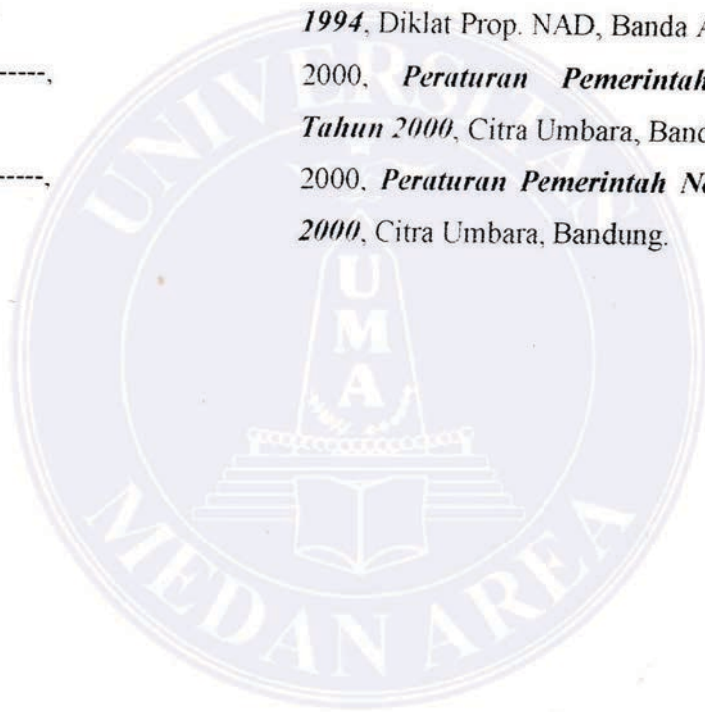 1994, Diklat Prop. NAD, Banda
-----, 2000, Peraturan Pemerintah
Tahun 2000, Citra Umbara,
-----, 2000, Peraturan Pemerintah
2000, Citra Umbara, Bandung.
UNIVERSITAS
UMA
MEDAN AREA